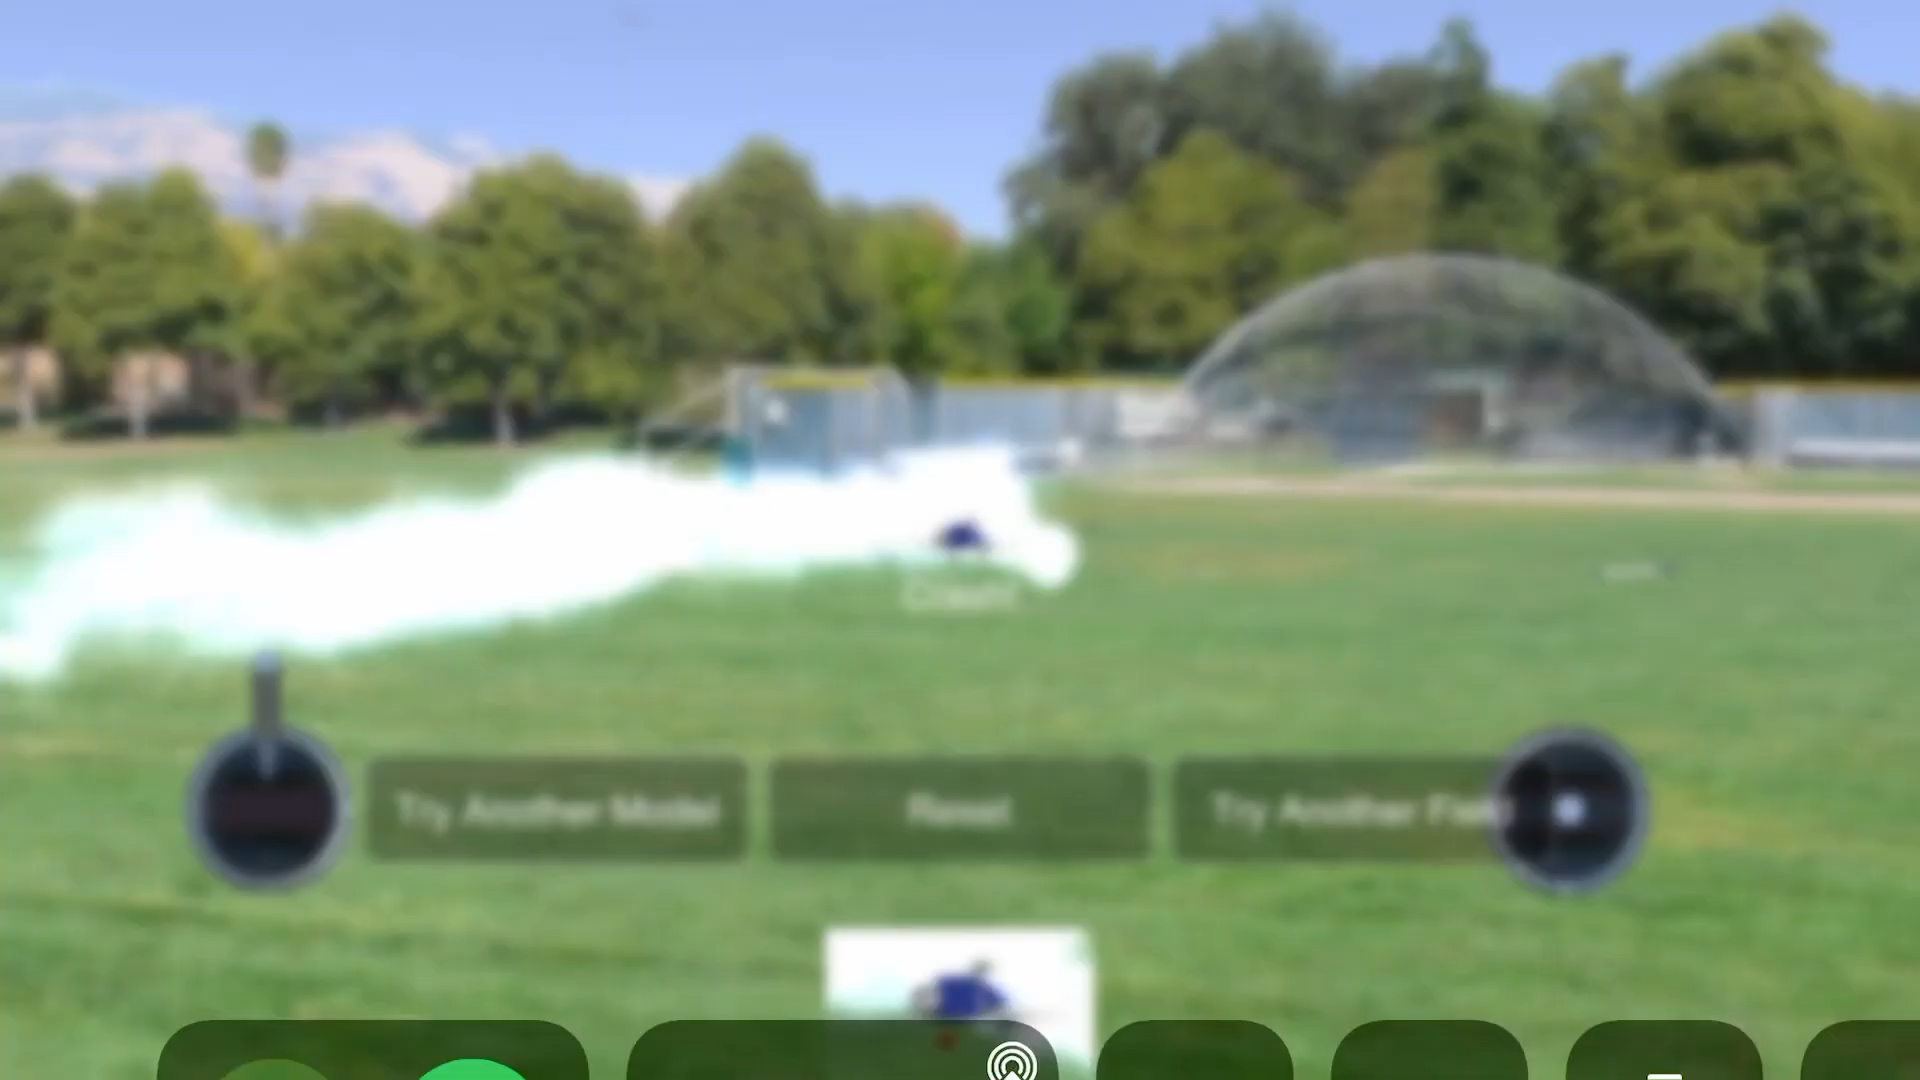 Try Another Model
Reset
Try Another Field